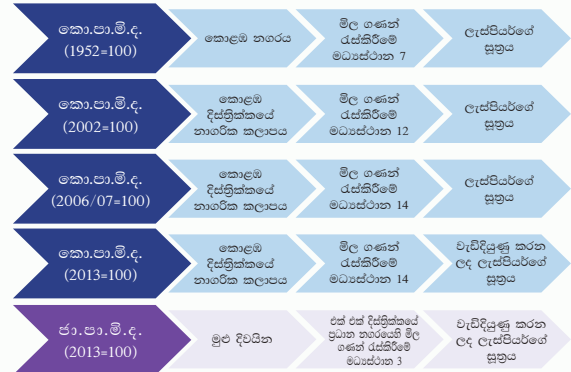 කො.පා.මි.ද.
(1952=100)
කොළඹ නගරය
මිල ගණන්
රැස්කිරීමේ
මධ්‍යස්ථාන 7
ලැස්පියර්ගේ
සූත්‍රය
කො.පා.මි.ද.
(2002=100)
කොළඹ
දිස්ත්‍රික්කයේ
නාගරික කලාපය
මිල ගණන්
රැස්කිරීමේ
මධ්‍යස්ථාන 12
ලැස්පියර්ගේ
සූත්‍රය
කො.පා.මි.ද.
(2006/07=100)
කොළඹ
දිස්ත්‍රික්කයේ
නාගරික කලාපය
මිල ගණන්
රැස්කිරීමේ
මධ්‍යස්ථාන 14
ලැස්පියර්ගේ
සූත්‍රය
කො.පා.මි.ද.
(2013=100)
කොළඹ
දිස්ත්‍රික්කයේ
නාගරික කලාපය
මිල ගණන්
රැස්කිරීමේ
මධ්‍යස්ථාන 14
වැඩිදියුණු කරන
ලද ලැස්පියර්ගේ
සූත්‍රය
ජා.පා.මි.ද.
(2013=100)
මුළු දිවයින
එක් එක් දිස්ත්‍රික්කයේ
ප්‍රධාන නගරයෙහි මිල
ගණන් රැස්කිරීමේ
මධ්‍යස්ථාන 3
වැඩිදියුණු කරන
ලද ලැස්පියර්ගේ
සූත්‍රය